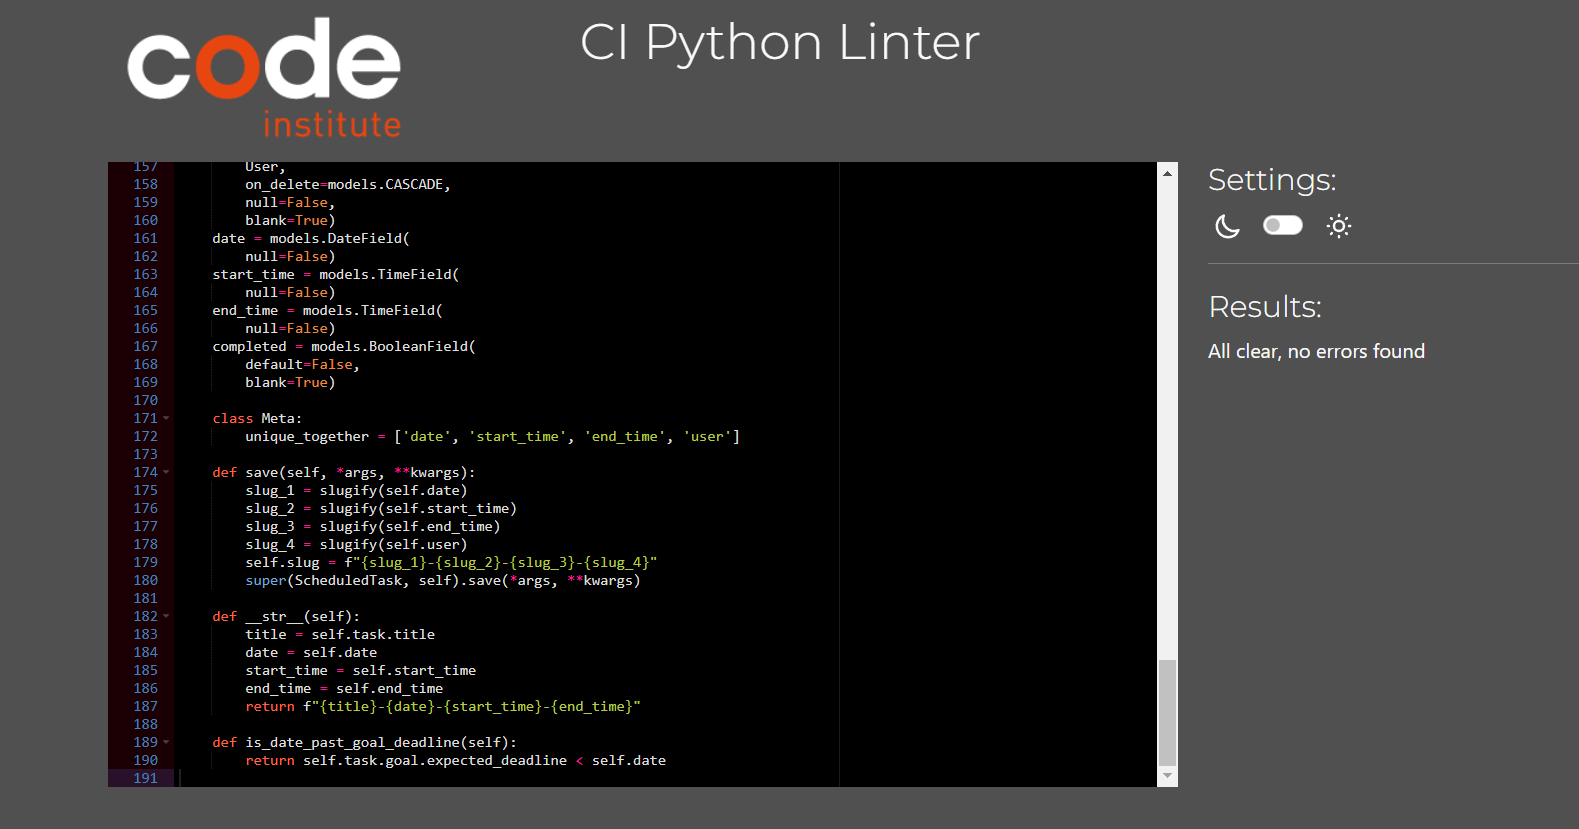 code
institute
CI Python Linter
157 User,
158 on_delete=models.CASCADE,
159 null=False,
160 blank=True)
161 date = models.DateField(
162 null=False)
163 start_time = models.TimeField(
164 null=False)
165 end_time = models.TimeField(
166 null=False)
167 completed = models.BooleanField(
168 default=False,
169 blank=True)
170
171 class Meta:
172 unique_together = ['date', 'start_time', 'end_time', 'user']
173
174 def save(self, *args, **kwargs):
175 slug_1 = slugify(self.date)
176 slug_2 = slugify(self.start_time)
177 slug_3 = slugify(self.end_time)
178 slug_4 = slugify(self.user)
179 self.slug = f"{slug_1}-{slug_2}-{slug_3}-{slug_4}"
180 super(ScheduledTask, self).save(*args, **kwargs)
181
182 def __str__(self):
183 title = self.task.title
184 date = self.date
185 start_time = self.start_time
186 end_time = self.end_time
187 return f"{title}-{date}-{start_time}-{end_time}"
188
189 def is_date_past_goal_deadline(self):
190 return self.task.goal.expected_deadline < self.date
191
Settings:
Results:
All clear, no errors found